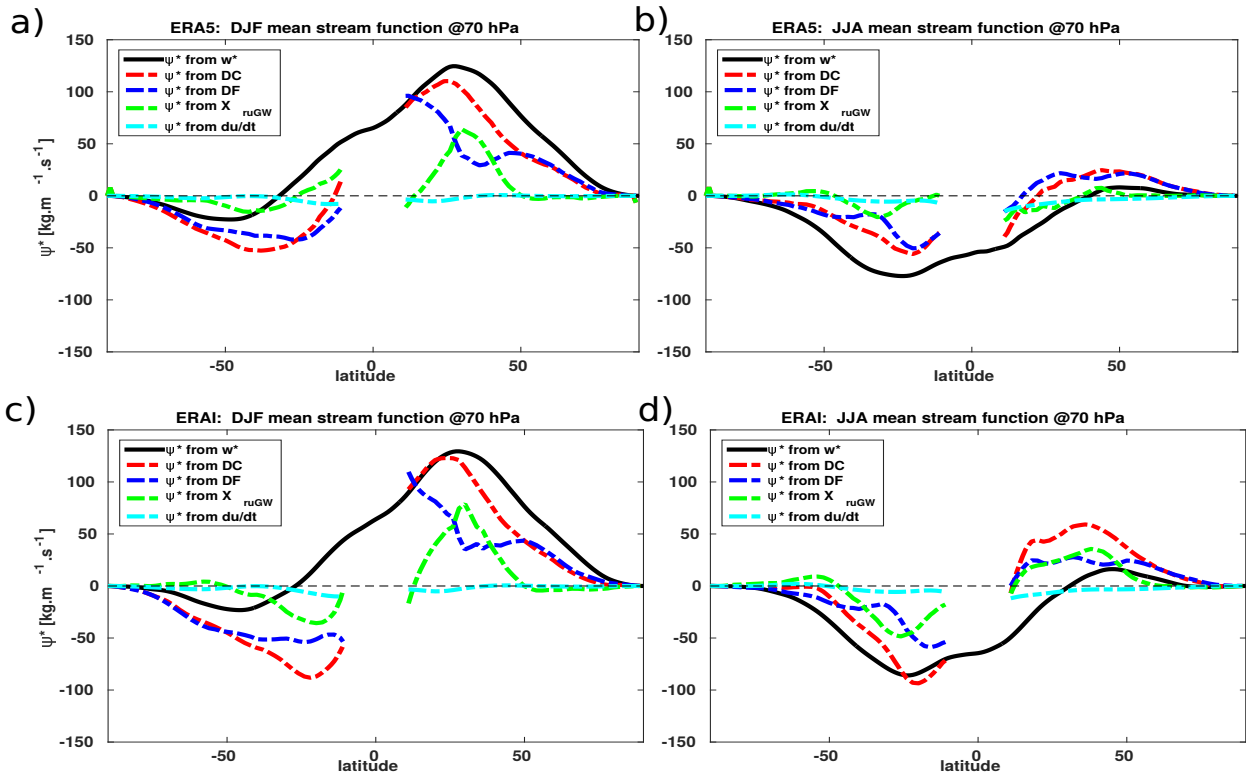 a)
ERA5: DJF mean stream function @70 hPa
150
100
50
0
-50
-100
-150
ψ* [kg.m -1 .s-1]
ψ* from w*
ψ* from DC
ψ* from DF
ψ* from X ruGW
ψ* from du/dt
-50
0
50
latitude
b)
ERA5: JJA mean stream function @70 hPa
150
100
50
0
-50
-100
-150
ψ* from w*
ψ* from DC
ψ* from DF
ψ* from X ruGW
ψ* from du/dt
-50
0
50
latitude
c)
ERAI: DJF mean stream function @70 hPa
150
100
50
0
-50
-100
-150
ψ* [kg.m -1 .s-1]
ψ* from w*
ψ* from DC
ψ* from DF
ψ* from X ruGW
ψ* from du/dt
-50
0
50
latitude
d)
ERAI: JJA mean stream function @70 hPa
150
100
50
0
-50
-100
-150
ψ* from w*
ψ* from DC
ψ* from DF
ψ* from X ruGW
ψ* from du/dt
-50
0
50
latitude